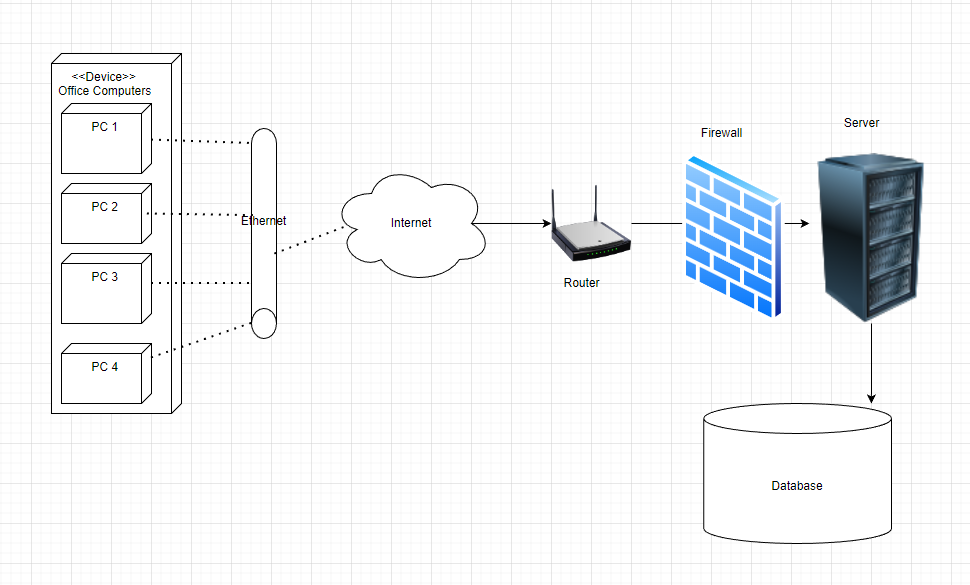 <<Device>>
Office Computers
PC 1
PC 2
PC 3
PC 4
Ethernet
Internet
Router
Firewall
Server
Database